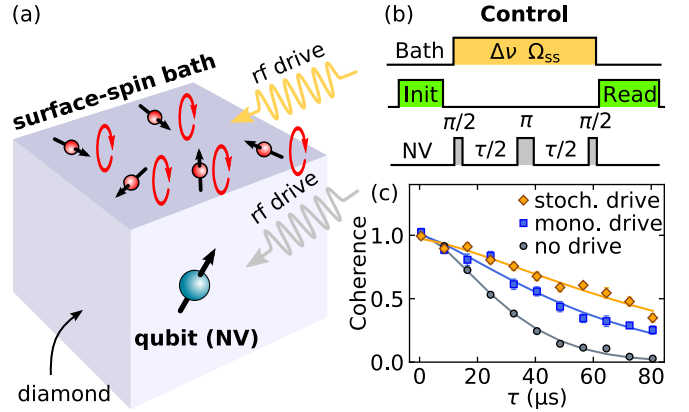 (a)
surface-spin bath
rf drive
rf drive
qubit (NV)
diamond
(b)
Control
Bath
Δν Ωss
Init
Read
π/2
π
π/2
NV
τ/2
τ/2
(c)
stoch. drive
mono. drive
no drive
Coherence
1.0
0.5
0.0
0
20
40
60
80
τ (μs)